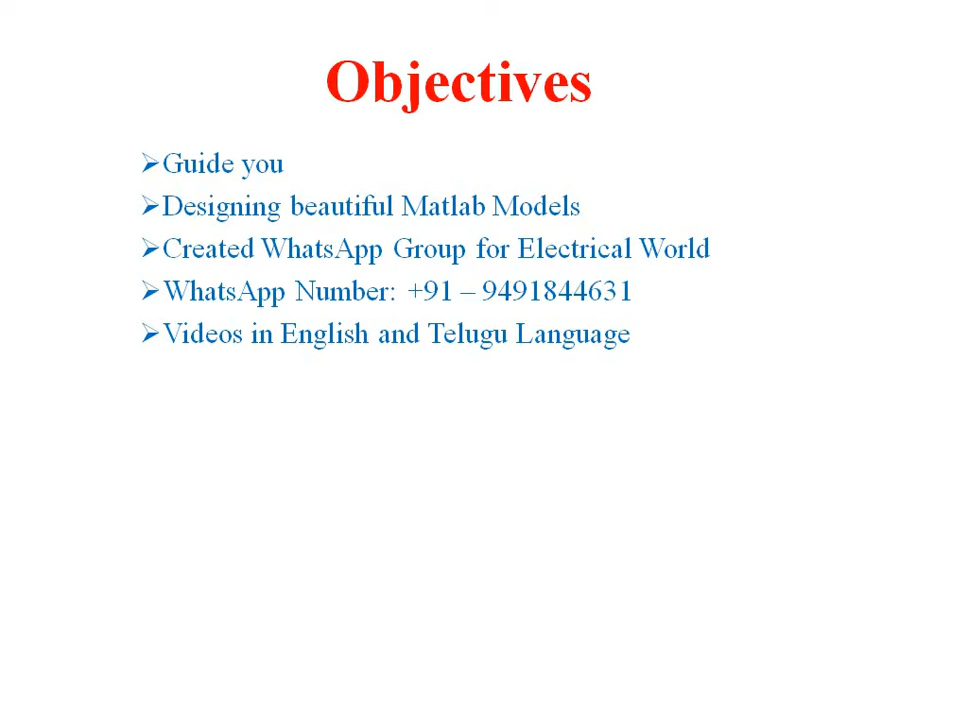 Objectives
➢Guide you
➢Designing beautiful Matlab Models
➢Created WhatsApp Group for Electrical World
➢WhatsApp Number: +91 – 9491844631
➢Videos in English and Telugu Language